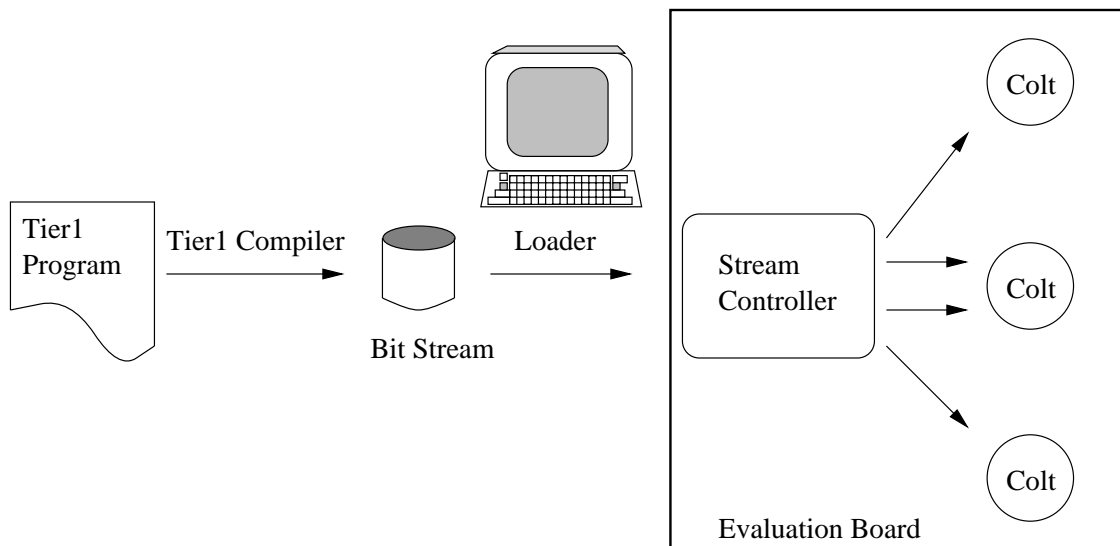 Tier1
Program
Tier1 Compiler
Bit Stream
Loader
Stream
Controller
Colt
Colt
Colt
Evaluation Board